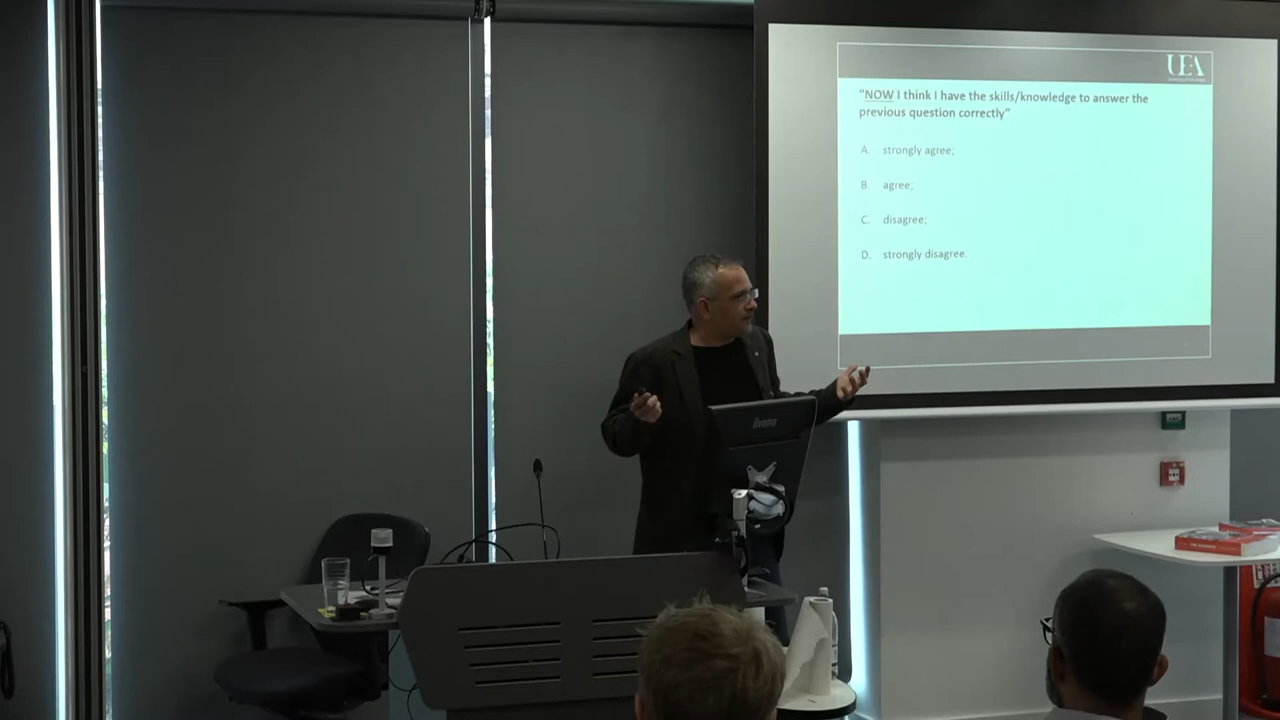 UEA
“NOW I think I have the skills/knowledge to answer the
previous question correctly”
A. strongly agree;
B. agree;
C. disagree;
D. strongly disagree.
iiyama